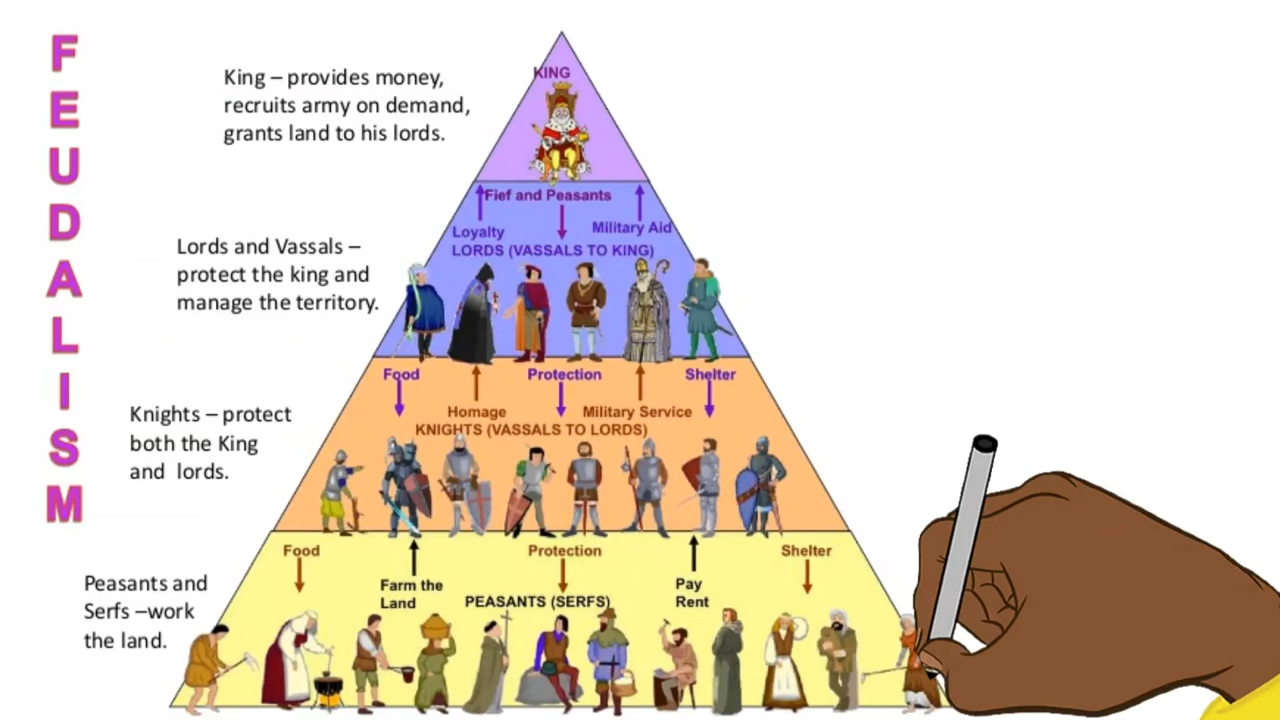 FEUDALISM
King – provides money,
recruits army on demand,
grants land to his lords.
KING
Fief and Peasants
Loyalty
Military Aid
LORDS (VASSALS TO KING)
Lords and Vassals –
protect the king and
manage the territory.
Food
Protection
Shelter
Homage
Military Service
KNIGHTS (VASSALS TO LORDS)
Knights – protect
both the King
and lords.
Food
Protection
Shelter
Farm the
Land
Pay
Rent
PEASANTS (SERFS)
Peasants and
Serfs –work
the land.